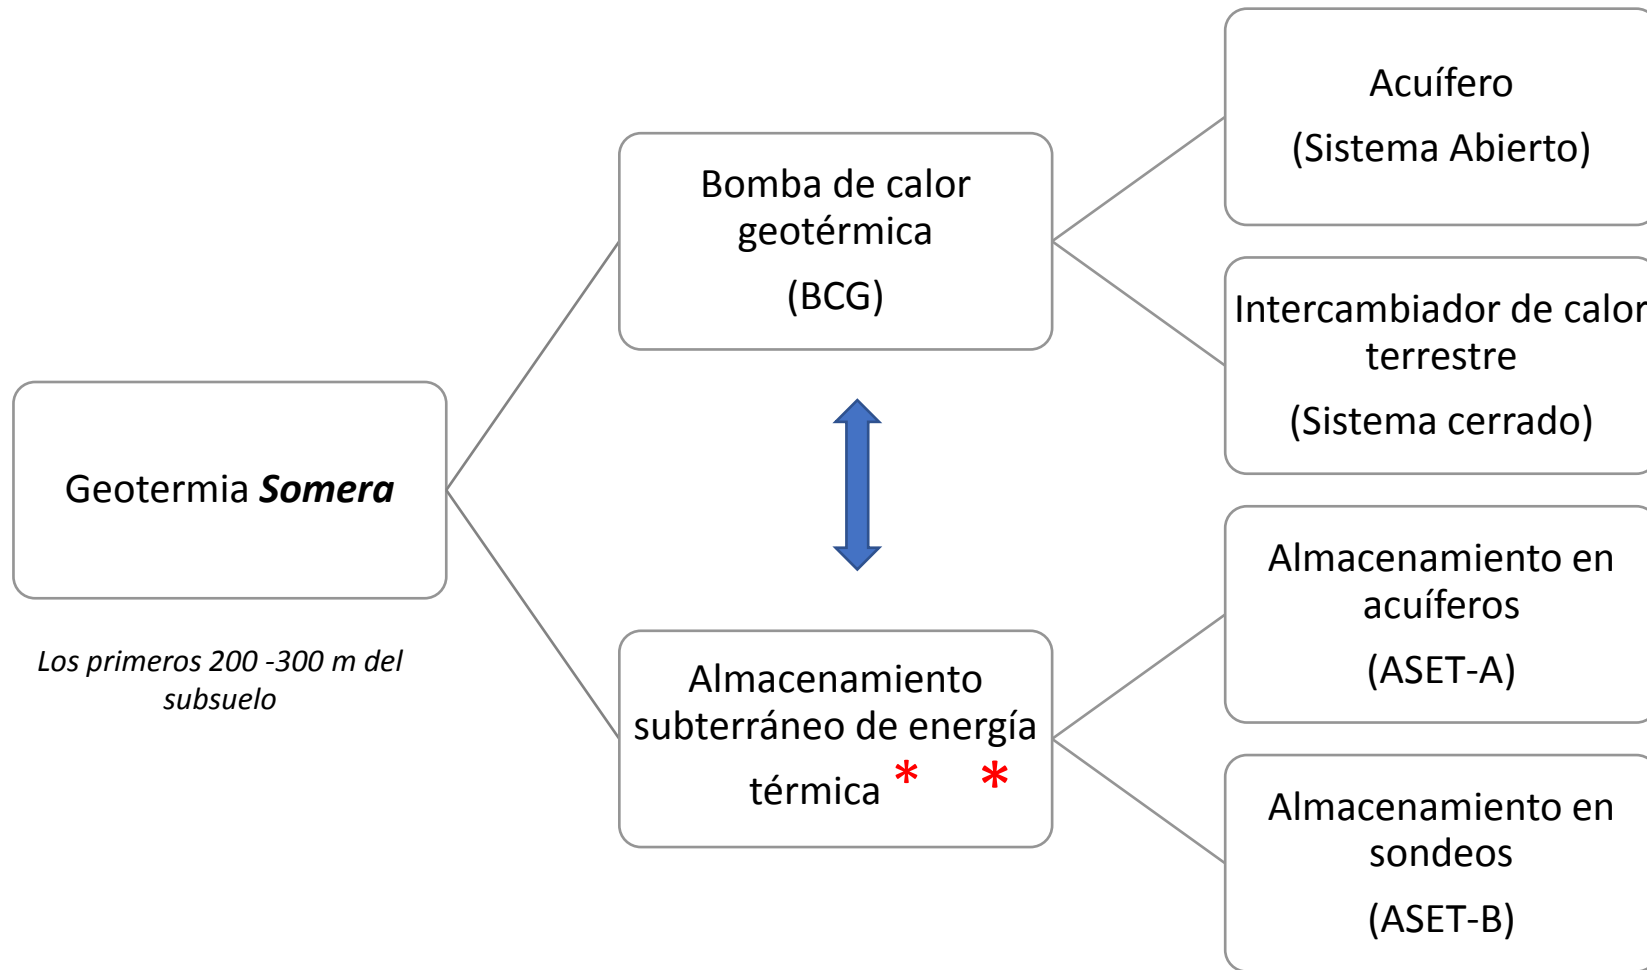 Geotermia Somera
Los primeros 200 -300 m del
subsuelo
Bomba de calor
geotérmica
(BCG)
Almacenamiento
subterráneo de energía
térmica * *
Acuífero
(Sistema Abierto)
Intercambiador de calor
terrestre
(Sistema cerrado)
Almacenamiento en
acuíferos
(ASET-A)
Almacenamiento en
sondeos
(ASET-B)